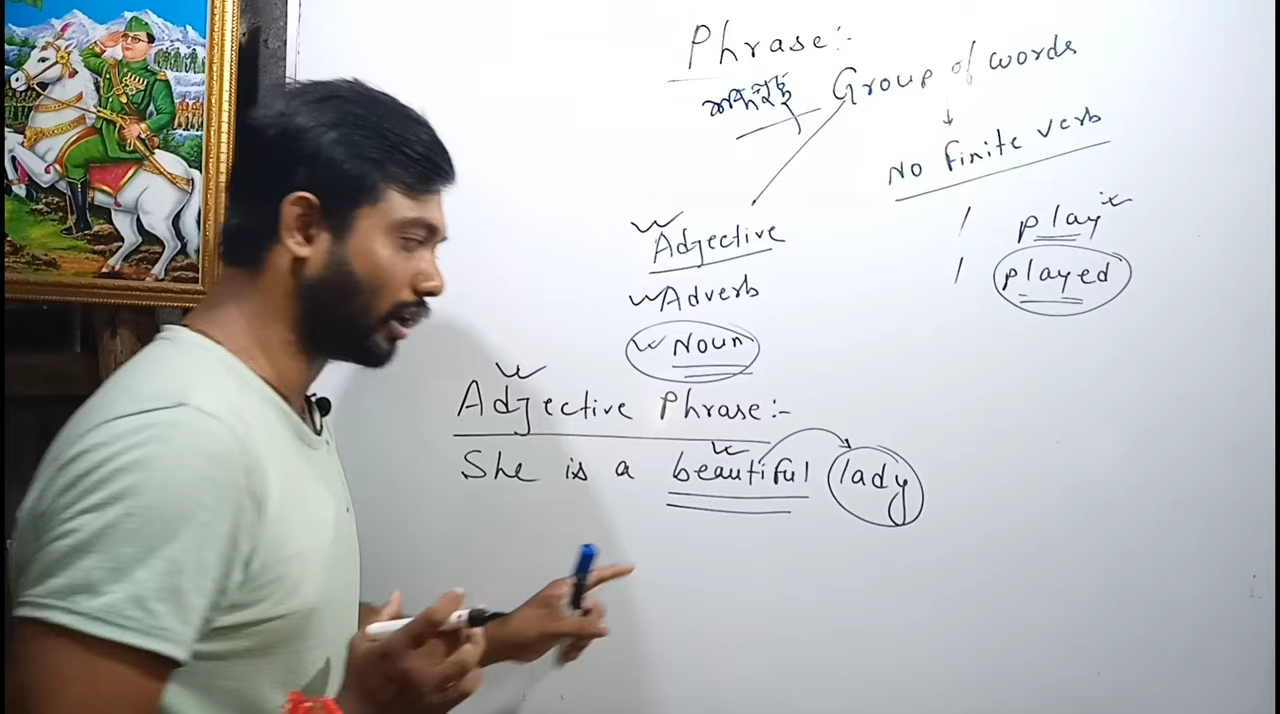 Phrase:-
Group of words
↓
No finite verb
Adjective
Adverb
Noun
/ play
/ played
Adjective Phrase:-
She is a beautiful lady